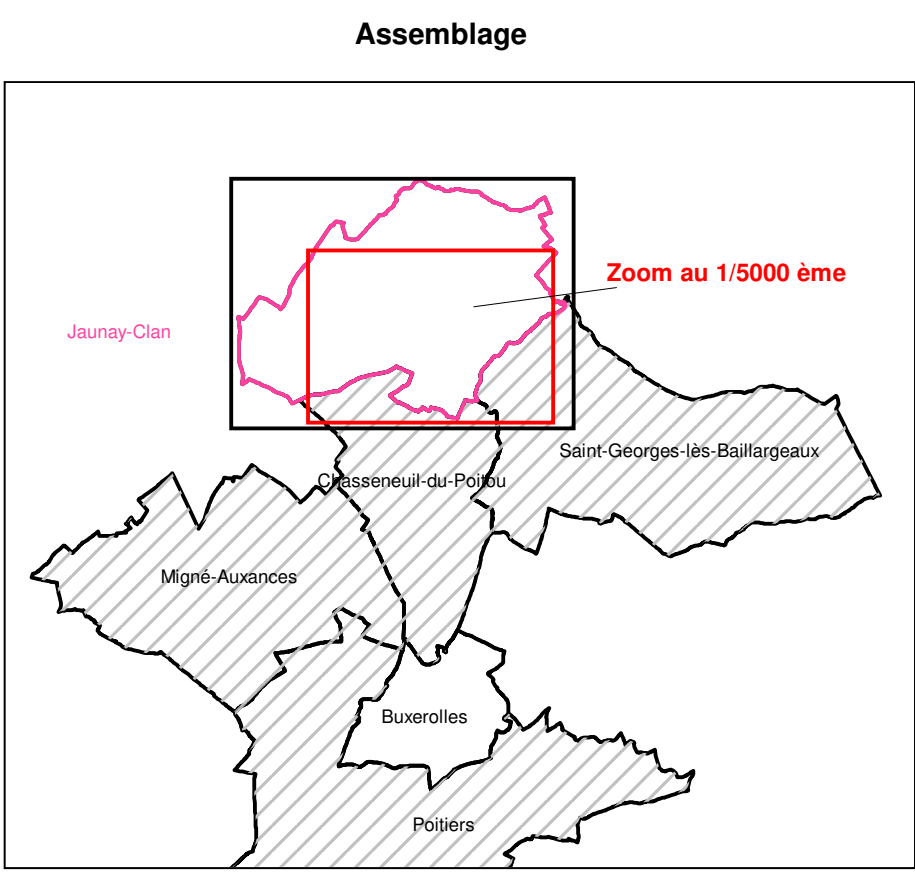 Assemblage
Zoom au 1/5000 ème
Jaunay-Clan
Saint-Georges-lès-Baillargeaux
Chasseneuil-du-Poitou
Migné-Auxances
Buxerolles
Poitiers